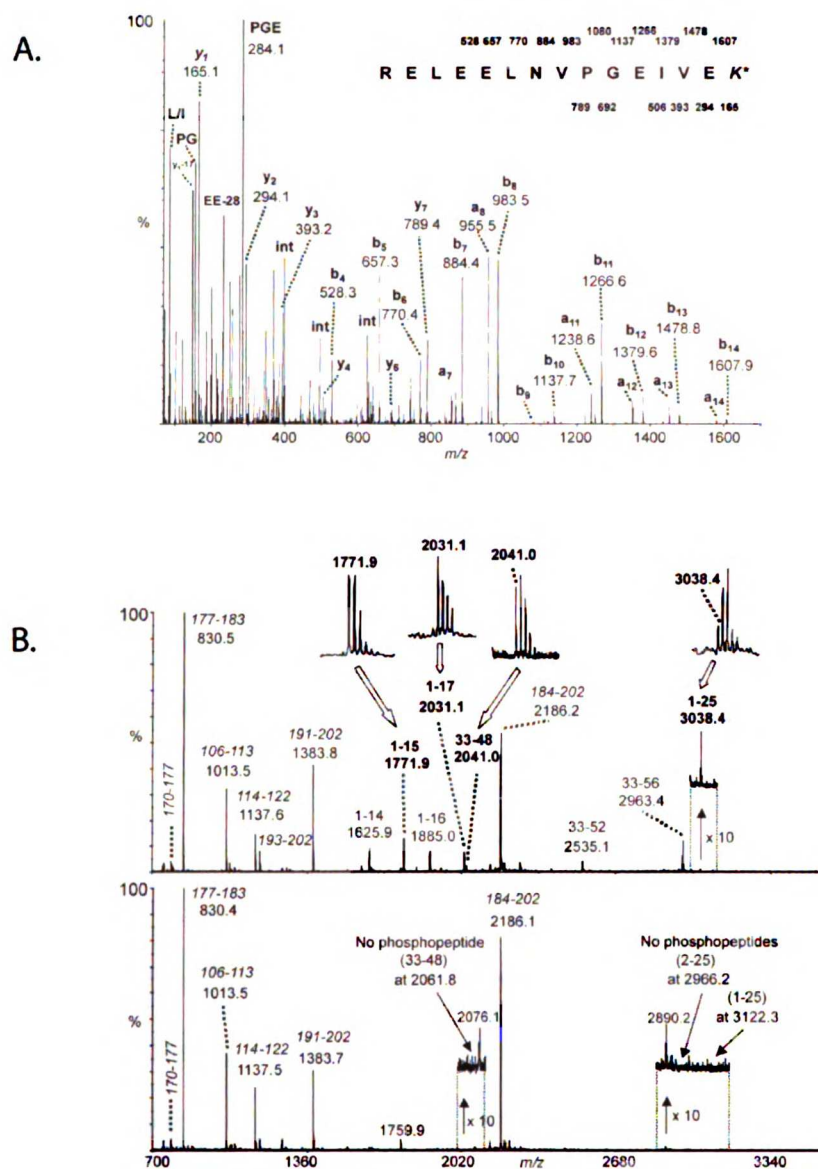 A.
100
PGE
284.1
y1
165.1
L/I
PG
y1-17
EE-28
y2
294.1
int
y3
393.2
int
b4
528.3
y4
int
b5
657.3
y6
b6
770.4
y7
789.4
a7
b7
884.4
a8
955.5
b8
983.5
b9
b10
1137.7
a11
1238.6
b11
1266.6
a12
b12
1379.6
a13
b13
1478.8
a14
b14
1607.9
1080 1266 1478
528 657 770 884 983 1137 1379 1607
R E L E E L N V P G E I V E K*
789 692 506 393 294 165
%
200 400 600 800 1000 1200 1400 1600
m/z
B.
1771.9
2031.1
2041.0
3038.4
100
177-183
830.5
%
170-177
106-113
1013.5
114-122
1137.6
193-202
191-202
1383.8
1-14
1625.9
1-15
1771.9
1-16
1885.0
1-17
2031.1
33-48
2041.0
184-202
2186.2
33-52
2535.1
33-56
2963.4
1-25
3038.4
x 10
100
177-183
830.4
%
170-177
106-113
1013.5
114-122
1137.5
191-202
1383.7
1759.9
No phosphopeptide
(33-48)
at 2061.8
2076.1
x 10
184-202
2186.1
No phosphopeptides
(2-25)
at 2966.2
(1-25)
at 3122.3
2890.2
x 10
700 1360 2020 m/z 2680 3340